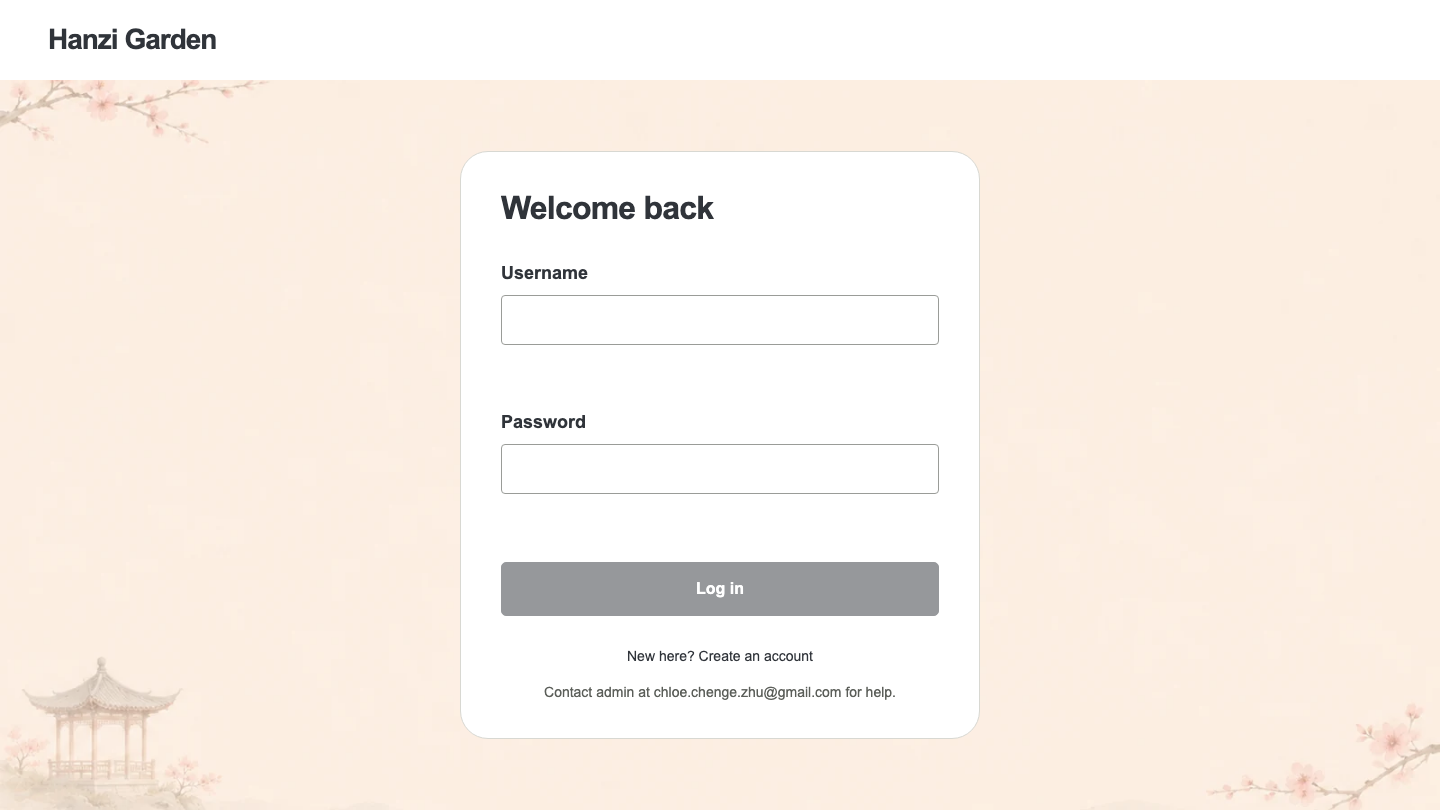 Hanzi Garden
Welcome back
Username
Password
Log in
New here? Create an account
Contact admin at chloe.chenge.zhu@gmail.com for help.